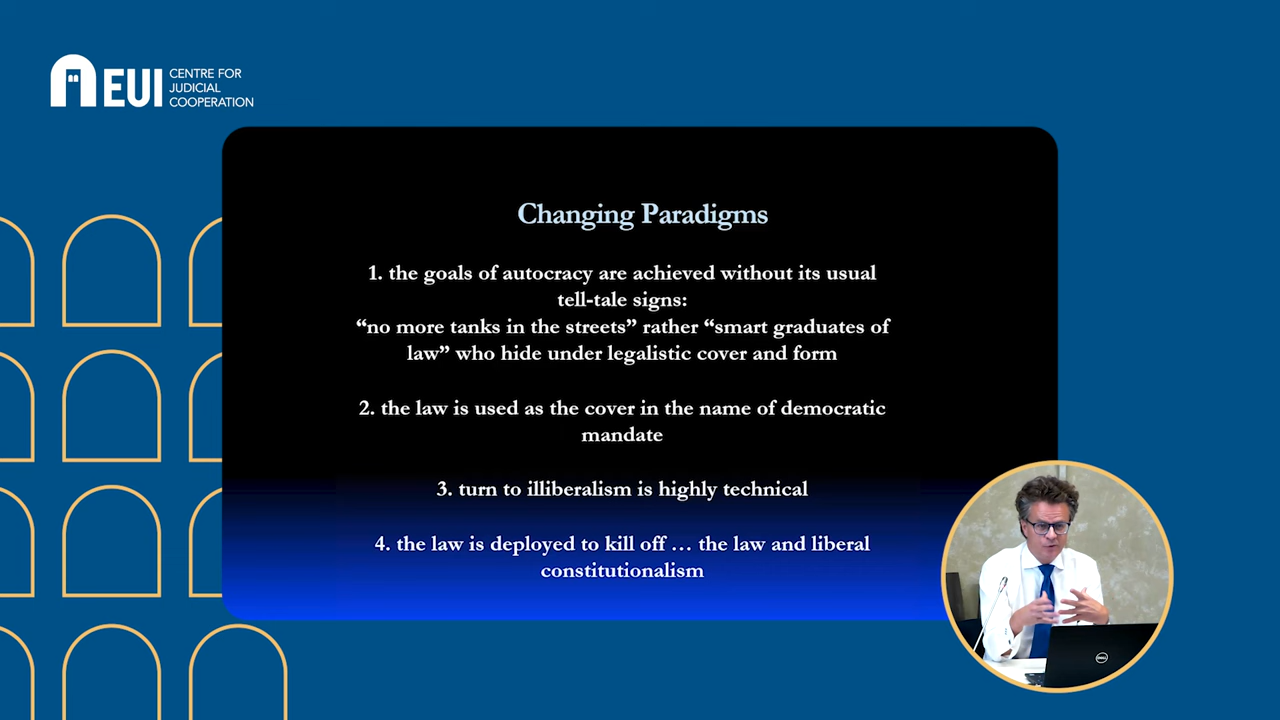 EUI
CENTRE FOR
JUDICIAL
COOPERATION
Changing Paradigms
1. the goals of autocracy are achieved without its usual
tell-tale signs:
“no more tanks in the streets” rather “smart graduates of
law” who hide under legalistic cover and form
2. the law is used as the cover in the name of democratic
mandate
3. turn to illiberalism is highly technical
4. the law is deployed to kill off … the law and liberal
constitutionalism
DELL